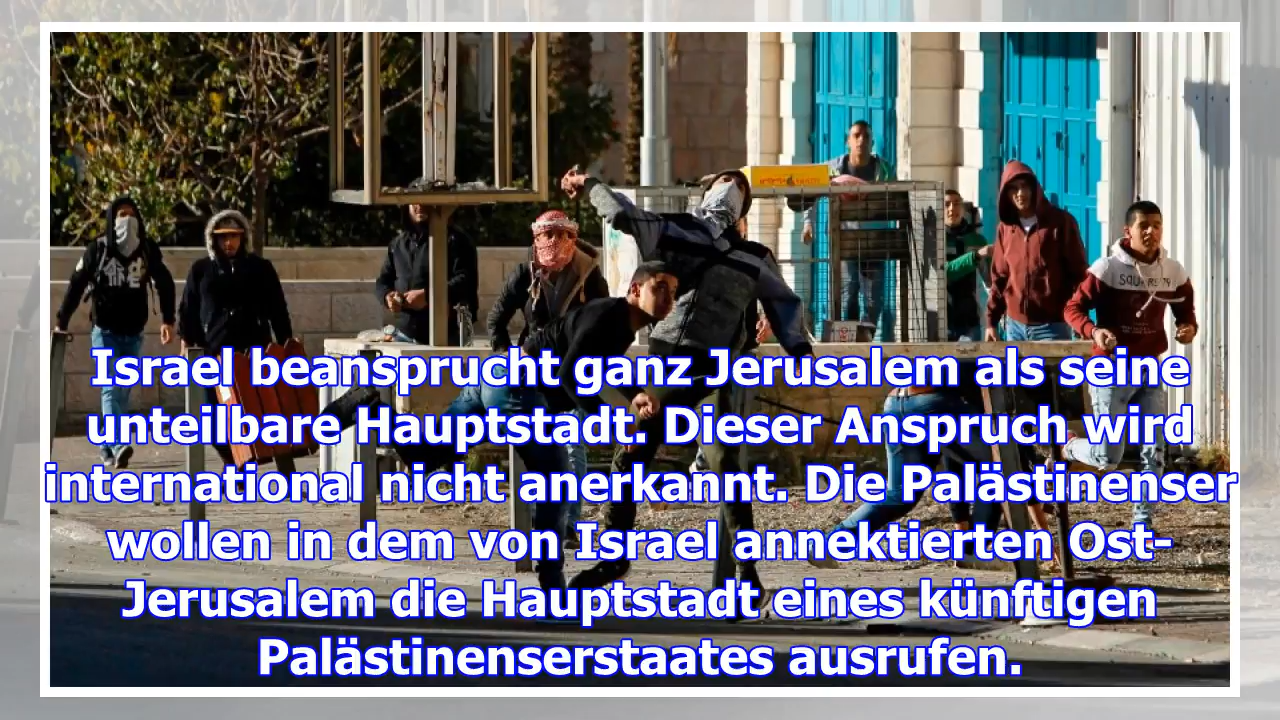 Israel beansprucht ganz Jerusalem als seine
unteilbare Hauptstadt. Dieser Anspruch wird
international nicht anerkannt. Die Palästinenser
wollen in dem von Israel annektierten Ost-
Jerusalem die Hauptstadt eines künftigen
Palästinenserstaates ausrufen.